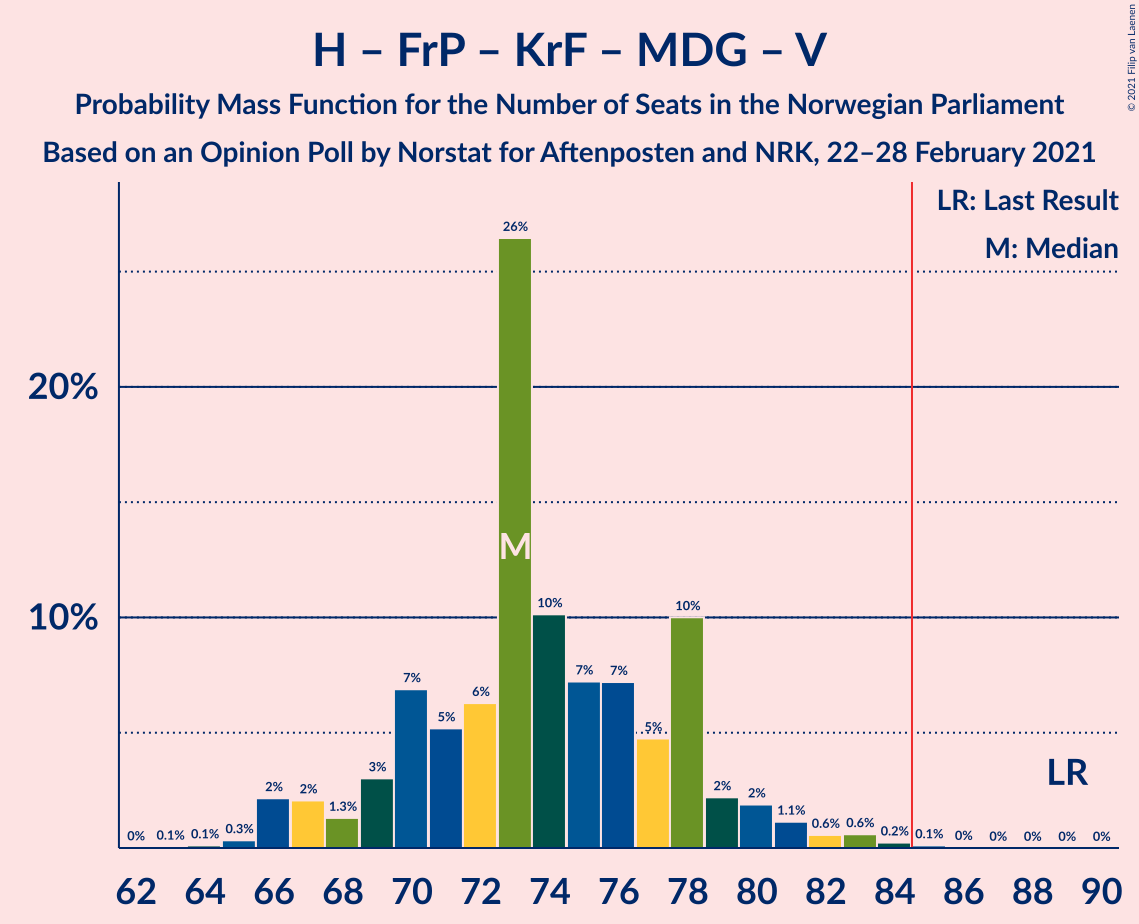 H – FrP – KrF – MDG – V
Probability Mass Function for the Number of Seats in the Norwegian Parliament
Based on an Opinion Poll by Norstat for Aftenposten and NRK, 22–28 February 2021
© 2021 Filip van Laenen
LR: Last Result
M: Median
26%
20%
M
10% 10%
10%
7% 7% 7%
6%
5% 5%
3%
LR
2% 2% 2% 2%
1.3% 1.1%
0% 0.1% 0.1% 0.3% 0.6% 0.6% 0.2% 0.1% 0% 0% 0% 0% 0%
62 64 66 68 70 72 74 76 78 80 82 84 86 88 90